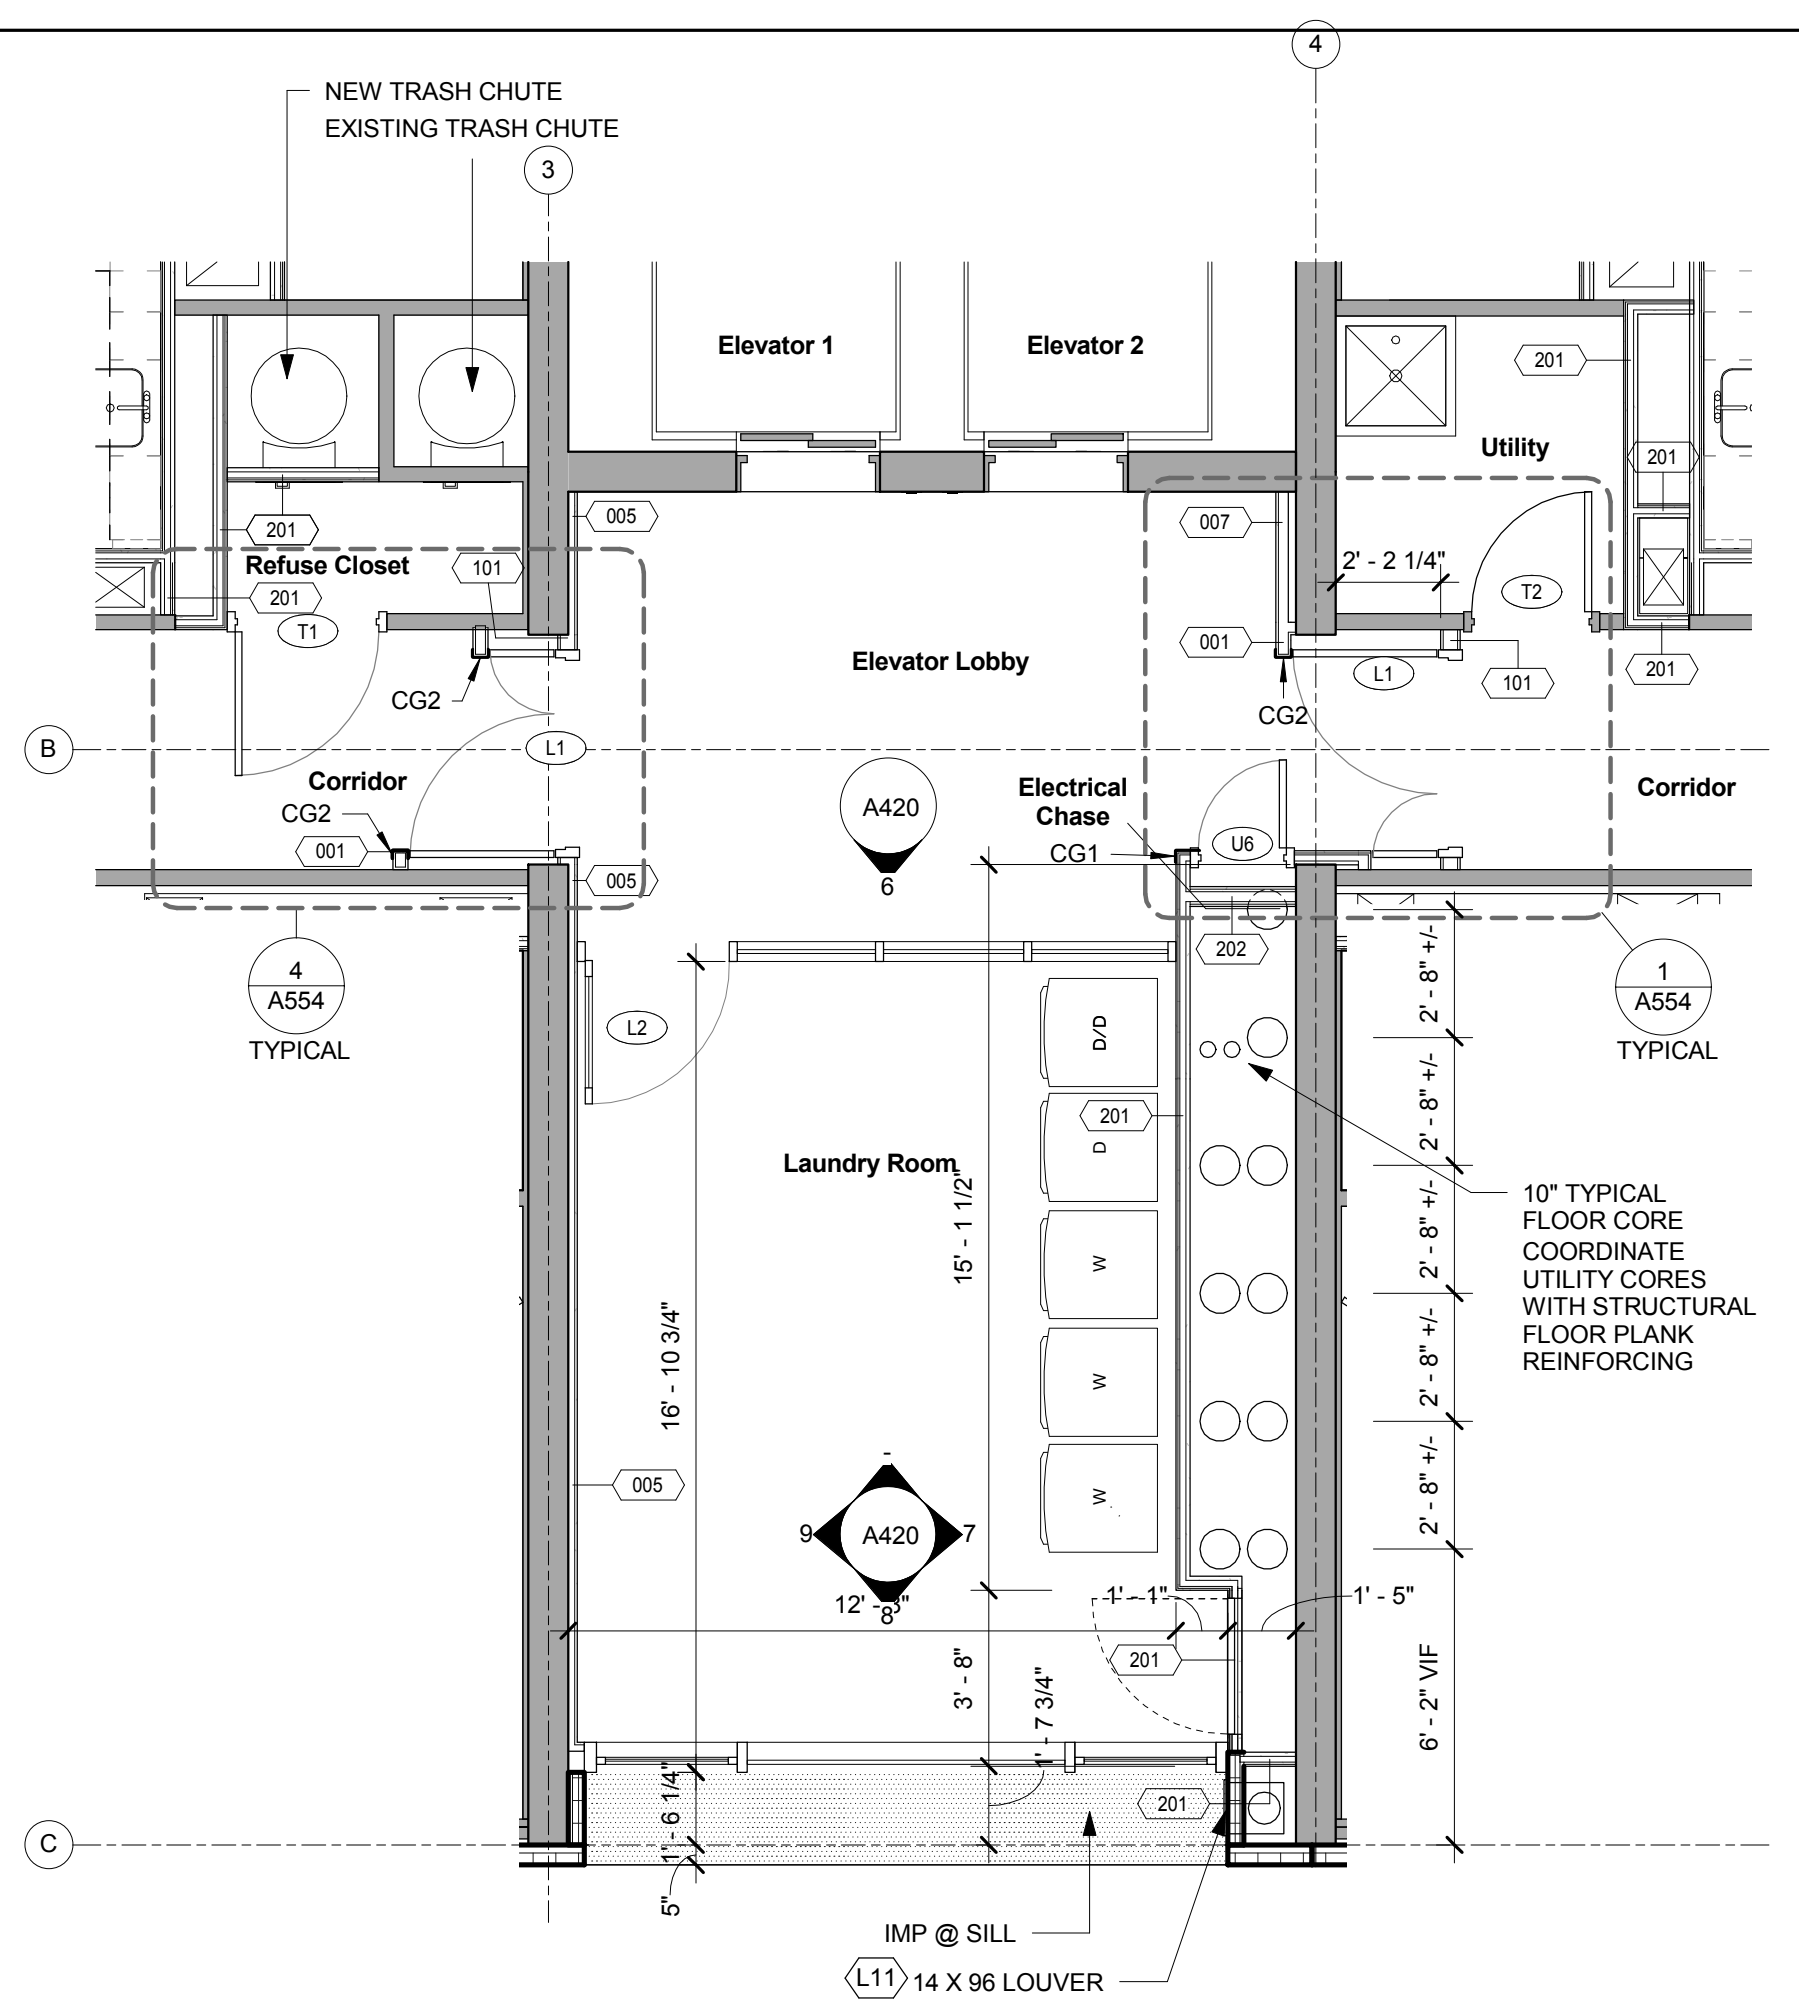 4
NEW TRASH CHUTE
EXISTING TRASH CHUTE
3
Elevator 1
Elevator 2
201
Utility
201
005
007
201
Refuse Closet
101
2' - 2 1/4"
T2
201
T1
001
Elevator Lobby
L1
201
101
CG2
CG2
B
L1
Corridor
Electrical
Chase
Corridor
A420
6
CG2
001
CG1
U6
005
202
4
A554
TYPICAL
1
A554
TYPICAL
2' - 8" +/-
L2
D/D
2' - 8" +/-
201
D
Laundry Room
15' - 1 1/2"
10" TYPICAL
FLOOR CORE
COORDINATE
UTILITY CORES
WITH STRUCTURAL
FLOOR PLANK
REINFORCING
2' - 8" +/-
W
16' - 10 3/4"
2' - 8" +/-
W
005
2' - 8" +/-
W
-
9
A420
7
8
12' - 3"
1' - 1"
1' - 5"
201
3' - 8"
1' - 7 3/4"
6' - 2" VIF
1' - 6 1/4"
201
C
5"
IMP @ SILL
L11
14 X 96 LOUVER